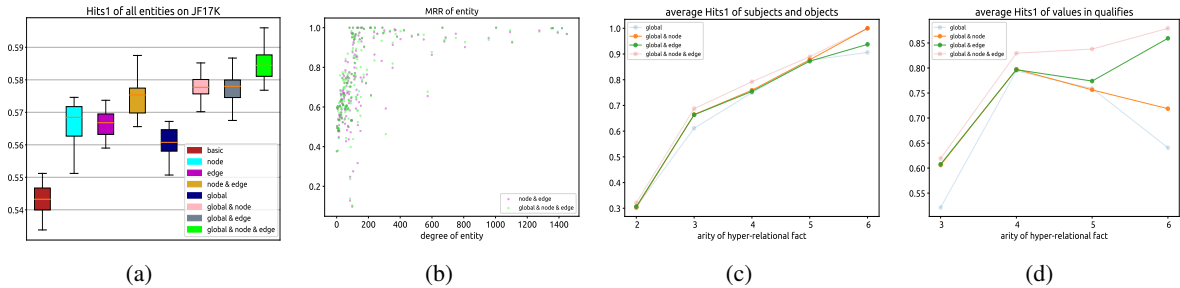 Hits1 of all entities on JF17K
0.59
0.58
0.57
0.56
0.55
0.54
basic
node
edge
node & edge
global
global & node
global & edge
global & node & edge
(a)
MRR of entity
1.0
0.8
0.6
0.4
0.2
0 200 400 600 800 1000 1200 1400
degree of entity
node & edge
global & node & edge
(b)
average Hits1 of subjects and objects
1.0
0.9
0.8
0.7
0.6
0.5
0.4
0.3
2 3 4 5 6
arity of hyper-relational fact
global
global & node
global & edge
global & node & edge
(c)
average Hits1 of values in qualifies
0.85
0.80
0.75
0.70
0.65
0.60
0.55
3 4 5 6
arity of hyper-relational fact
global
global & node
global & edge
global & node & edge
(d)